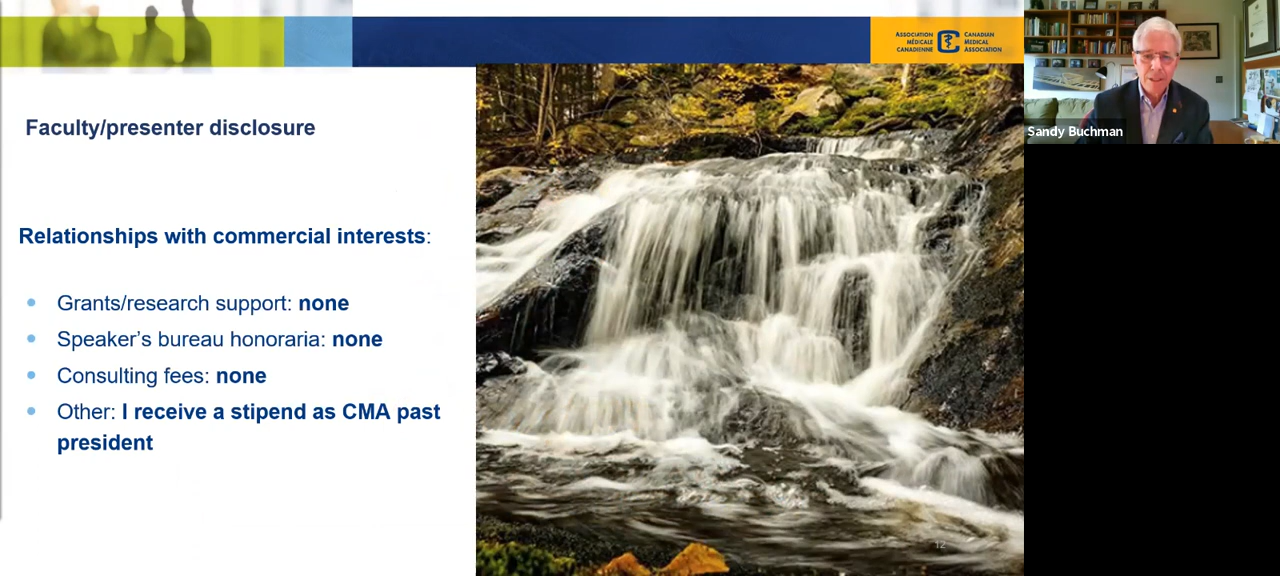 ASSOCIATION
MÉDICALE
CANADIENNE
CANADIAN
MEDICAL
ASSOCIATION
Sandy Buchman
Faculty/presenter disclosure
Relationships with commercial interests:
Grants/research support: none
Speaker’s bureau honoraria: none
Consulting fees: none
Other: I receive a stipend as CMA past
president
12